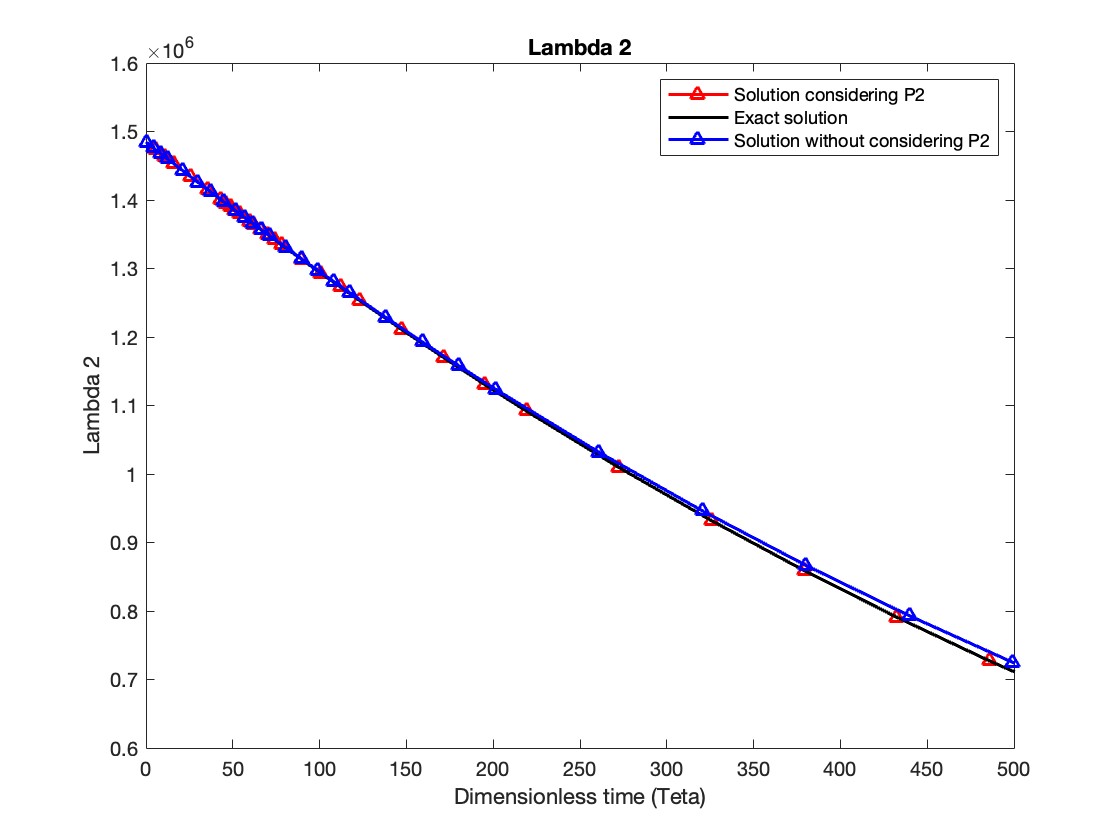 Lambda 2
×10^6
1.6
1.5
1.4
1.3
1.2
1.1
1
0.9
0.8
0.7
0.6
Lambda 2
Solution considering P2
Exact solution
Solution without considering P2
0 50 100 150 200 250 300 350 400 450 500
Dimensionless time (Teta)